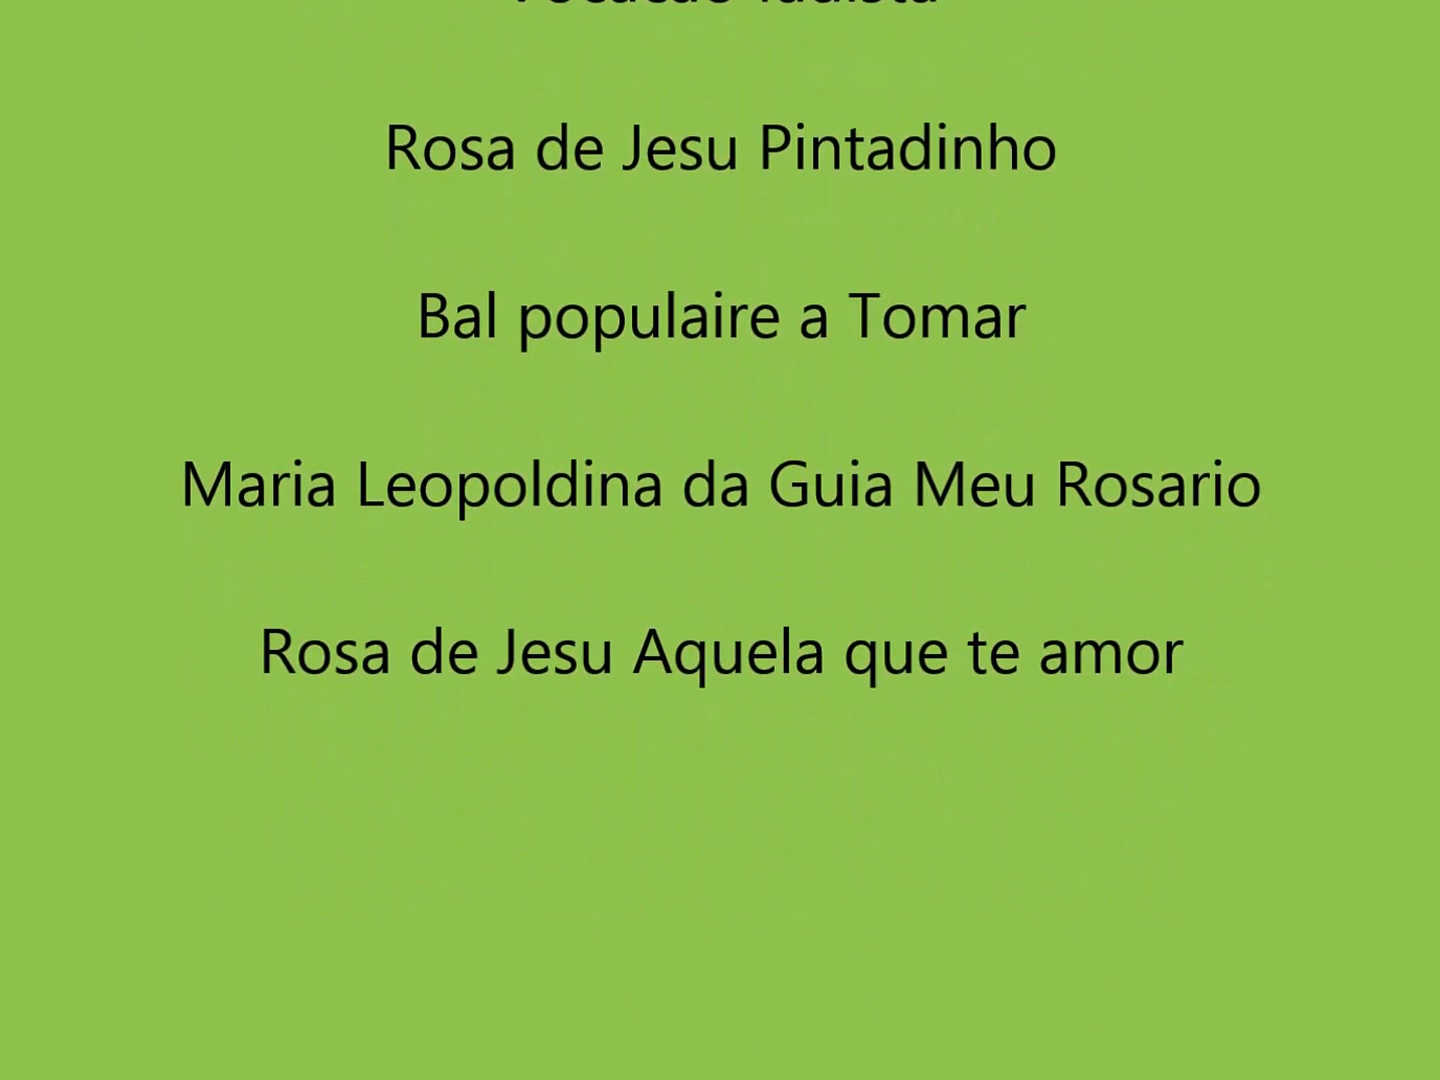 Rosa de Jesu Pintadinho
Bal populaire a Tomar
Maria Leopoldina da Guia Meu Rosario
Rosa de Jesu Aquela que te amor